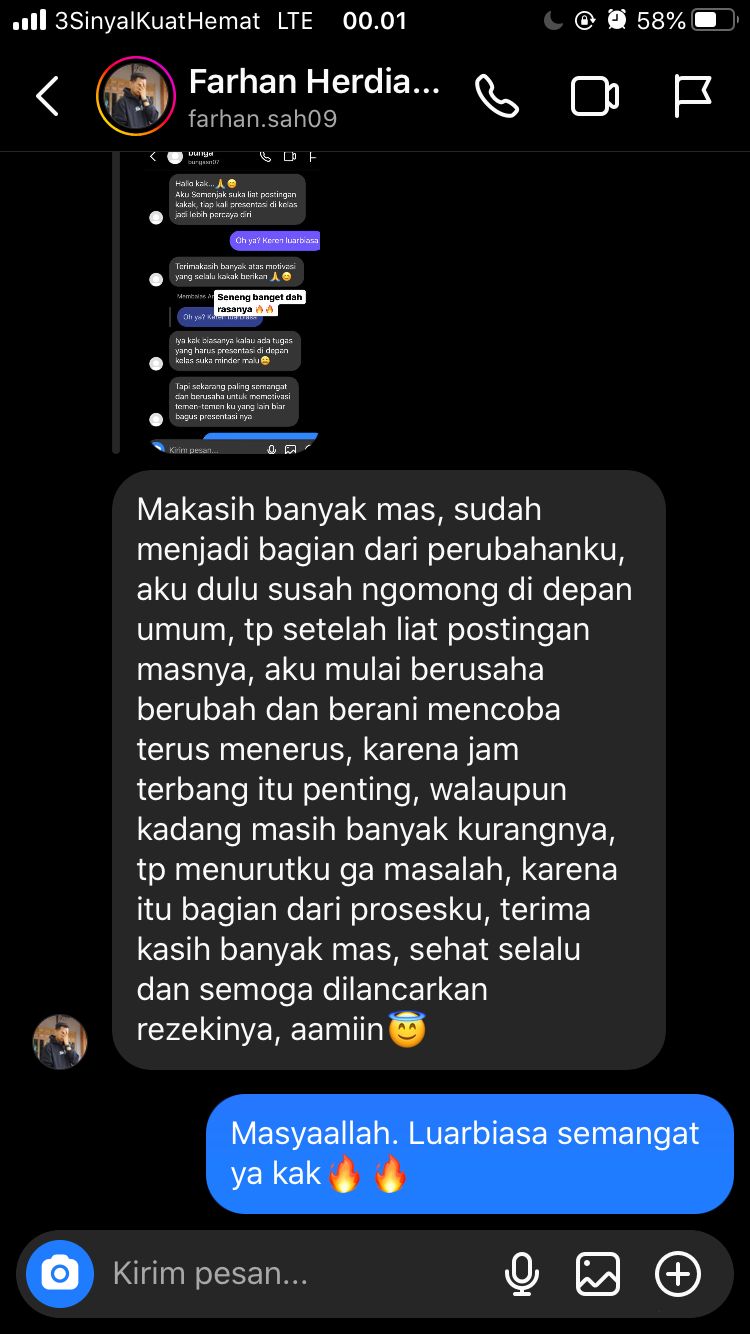 3SinyalKuatHemat LTE 00.01 58%
Farhan Herdia...
farhan.sah09
bunga
bungasn07
Hallo kak...🙏😊
Aku Semenjak suka liat postingan
kakak, tiap kali presentasi di kelas
jadi lebih percaya diri
Oh ya? Keren luarbiasa
Terimakasih banyak atas motivasi
yang selalu kakak berikan 🙏😊
Membalas
Seneng banget dah
rasanya 🔥🔥
Oh ya? Keren luarbiasa
Iya kak biasanya kalau ada tugas
yang harus presentasi di depan
kelas suka minder malu😅
Tapi sekarang paling semangat
dan berusaha untuk memotivasi
temen-temen ku yang lain biar
bagus presentasi nya
Kirim pesan...
Makasih banyak mas, sudah
menjadi bagian dari perubahanku,
aku dulu susah ngomong di depan
umum, tp setelah liat postingan
masnya, aku mulai berusaha
berubah dan berani mencoba
terus menerus, karena jam
terbang itu penting, walaupun
kadang masih banyak kurangnya,
tp menurutku ga masalah, karena
itu bagian dari prosesku, terima
kasih banyak mas, sehat selalu
dan semoga dilancarkan
rezekinya, aamiin😇
Masyaallah. Luarbiasa semangat
ya kak🔥 🔥
Kirim pesan...